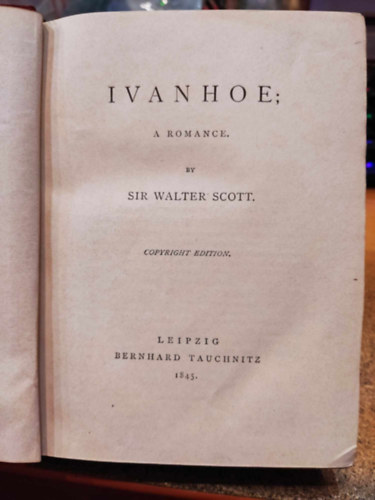 IVANHOE;
A ROMANCE.
BY
SIR WALTER SCOTT.
COPYRIGHT EDITION.
LEIPZIG
BERNHARD TAUCHNITZ
1845.